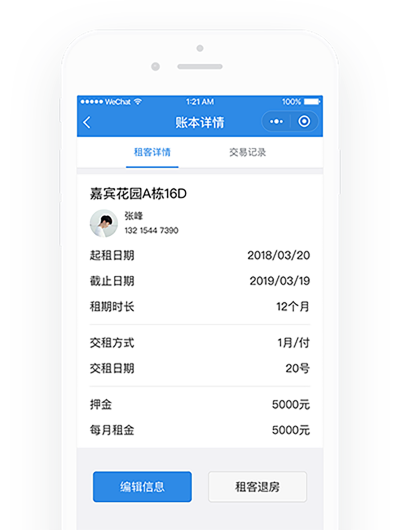 WeChat 1:21 AM 100%
账本详情
租客详情 交易记录
嘉宾花园A栋16D
张峰
132 1544 7390
起租日期 2018/03/20
截止日期 2019/03/19
租期时长 12个月
交租方式 1月/付
交租日期 20号
押金 5000元
每月租金 5000元
编辑信息 租客退房